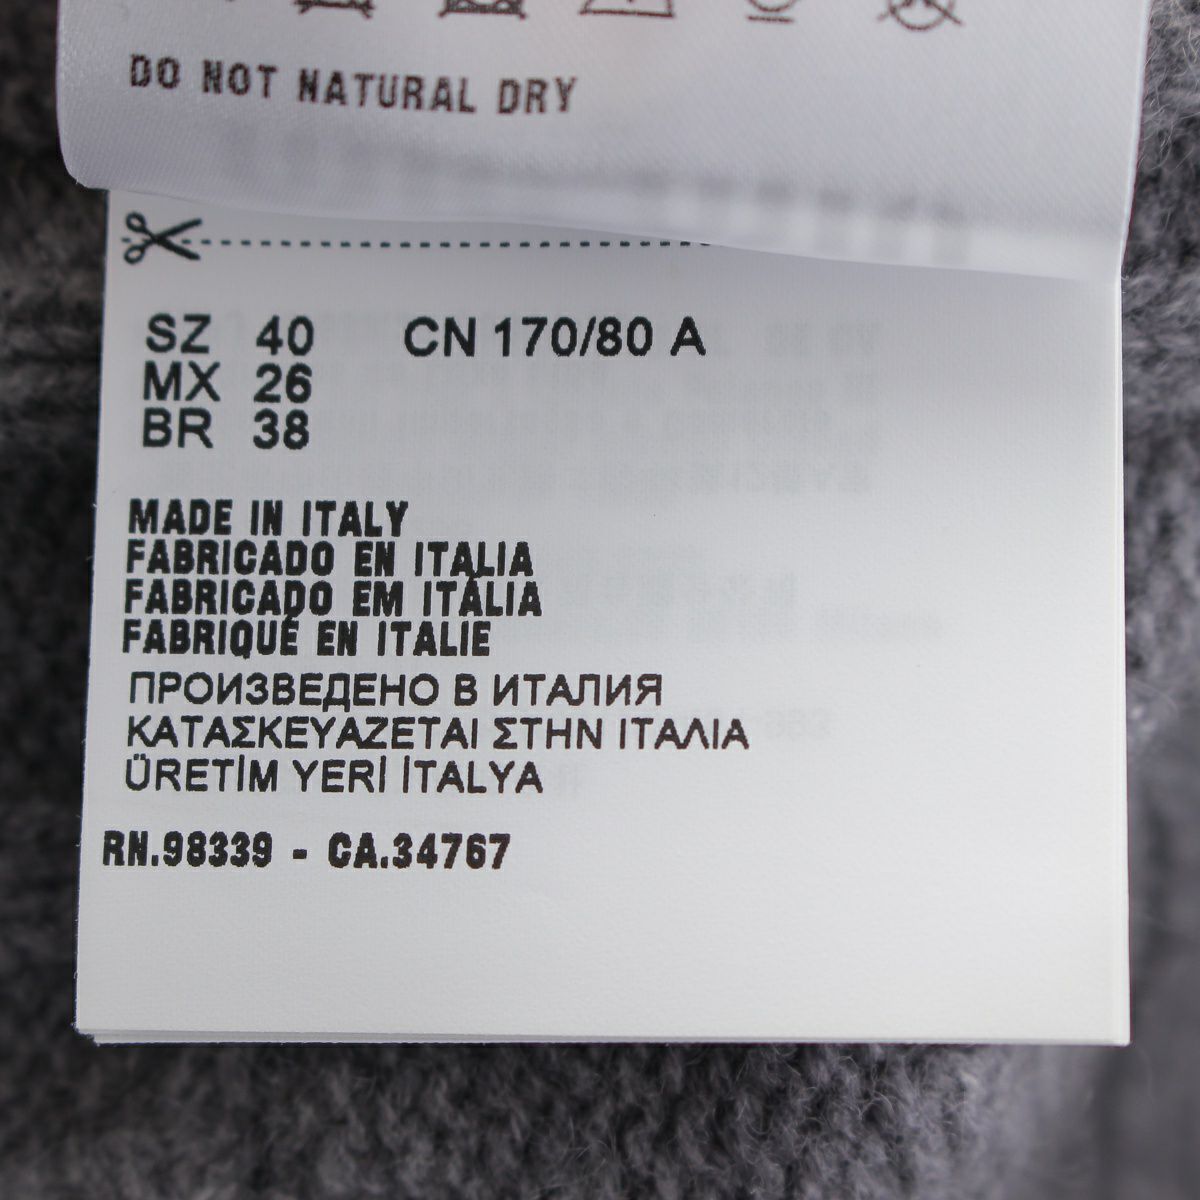 DO NOT NATURAL DRY
SZ 40 CN 170/80 A
MX 26
BR 38
MADE IN ITALY
FABRICADO EN ITALIA
FABRICADO EM ITÁLIA
FABRIQUÉ EN ITALIE
ПРОИЗВЕДЕНО В ИТАЛИЯ
ΚΑΤΑΣΚΕΥΑΖΕΤΑΙ ΣΤΗΝ ΙΤΑΛΙΑ
ÜRETİM YERİ İTALYA
RN.98339 - CA.34767